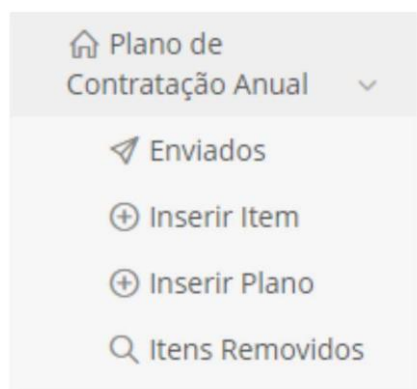 Plano de
Contratação Anual
Enviados
Inserir Item
Inserir Plano
Itens Removidos